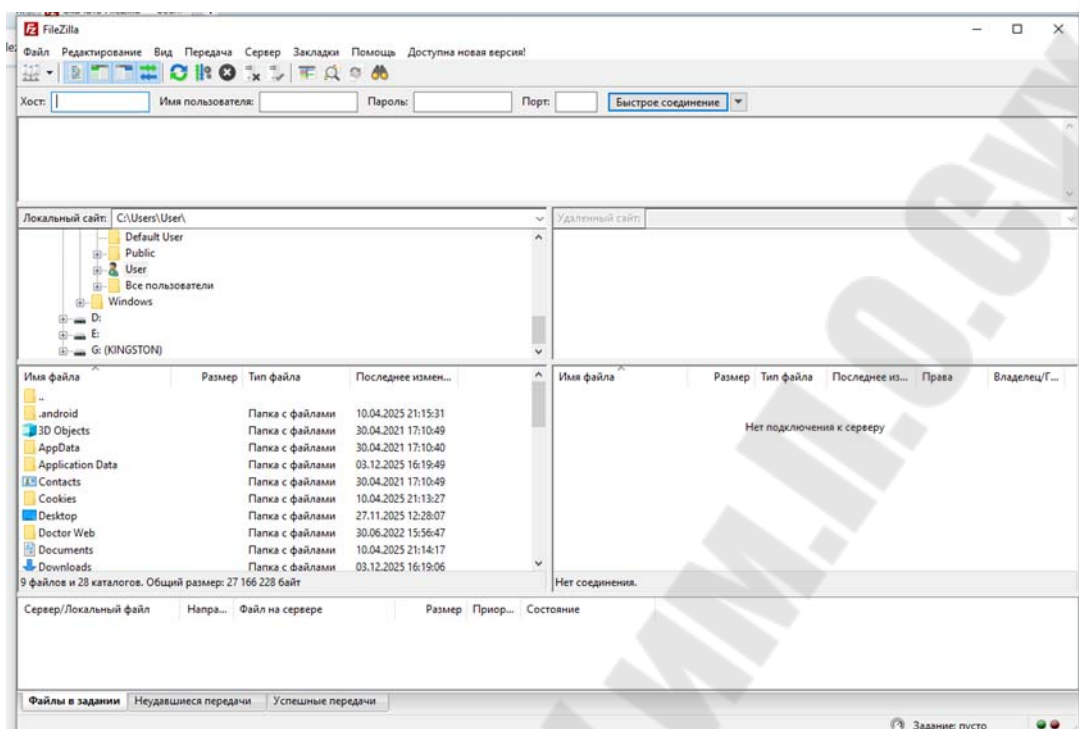 FileZilla
Файл Редактирование Вид Передача Сервер Закладки Помощь Доступна новая версия!
Хост: Имя пользователя: Пароль: Порт: Быстрое соединение
Локальный сайт: C:\Users\User\
Удаленный сайт:
Default User
Public
User
Все пользователи
Windows
D:
E:
G: (KINGSTON)
Имя файла Размер Тип файла Последнее измен...
..
.android Папка с файлами 10.04.2025 21:15:31
3D Objects Папка с файлами 30.04.2021 17:10:49
AppData Папка с файлами 30.04.2021 17:10:40
Application Data Папка с файлами 03.12.2025 16:19:49
Contacts Папка с файлами 30.04.2021 17:10:49
Cookies Папка с файлами 10.04.2025 21:13:27
Desktop Папка с файлами 27.11.2025 12:28:07
Doctor Web Папка с файлами 30.06.2022 15:56:47
Documents Папка с файлами 10.04.2025 21:14:17
Downloads Папка с файлами 03.12.2025 16:19:06
9 файлов и 28 каталогов. Общий размер: 27 166 228 байт
Имя файла Размер Тип файла Последнее из... Права Владелец/Г...
Нет подключения к серверу
Нет соединения.
Сервер/Локальный файл Напра... Файл на сервере Размер Приор... Состояние
Файлы в задании Неудавшиеся передачи Успешные передачи
Задание: пусто